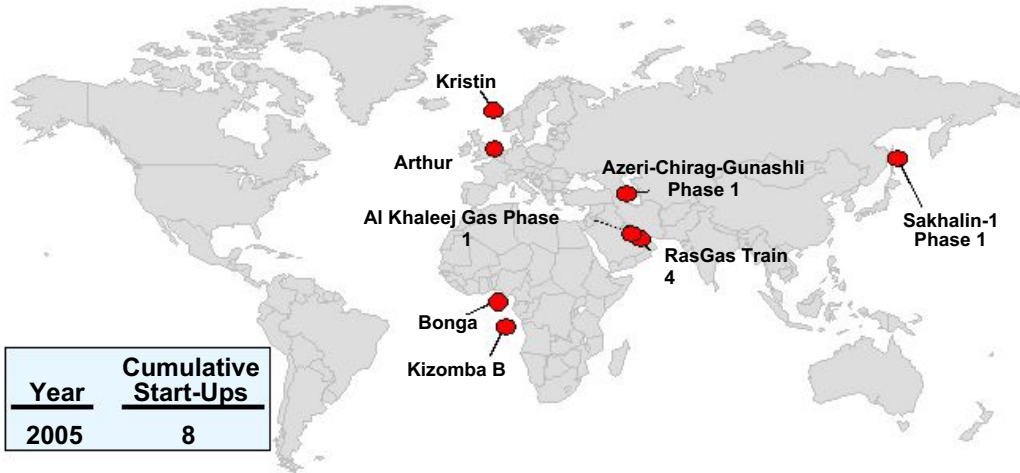 Kristin
Arthur
Azeri-Chirag-Gunashli
Phase 1
Al Khaleej Gas Phase
1
Sakhalin-1
Phase 1
RasGas Train
4
Bonga
Kizomba B
Cumulative
Year Start-Ups
2005 8